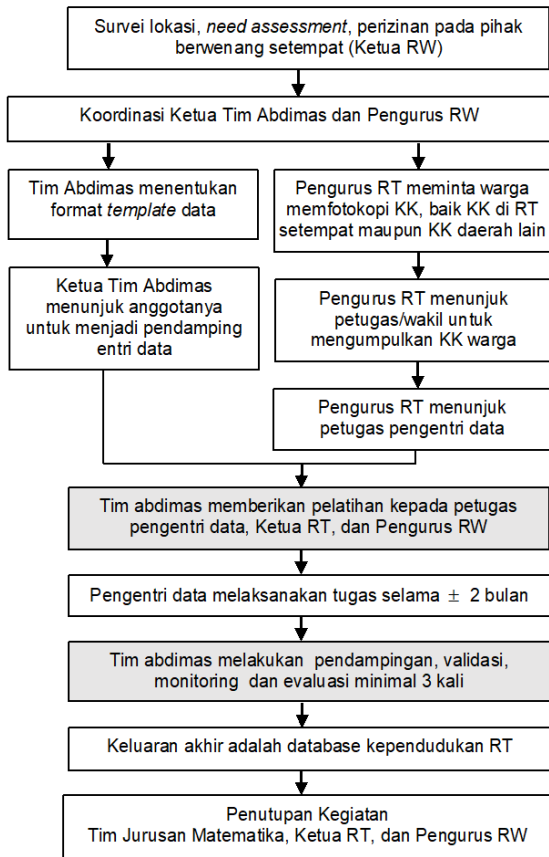 Survei lokasi, need assessment, perizinan pada pihak
berwenang setempat (Ketua RW)
Koordinasi Ketua Tim Abdimas dan Pengurus RW
Tim Abdimas menentukan
format template data
Ketua Tim Abdimas
menunjuk anggotanya
untuk menjadi pendamping
entri data
Pengurus RT meminta warga
memfotokopi KK, baik KK di RT
setempat maupun KK daerah lain
Pengurus RT menunjuk
petugas/wakil untuk
mengumpulkan KK warga
Pengurus RT menunjuk
petugas pengentri data
Tim abdimas memberikan pelatihan kepada petugas
pengentri data, Ketua RT, dan Pengurus RW
Pengentri data melaksanakan tugas selama ± 2 bulan
Tim abdimas melakukan pendampingan, validasi,
monitoring dan evaluasi minimal 3 kali
Keluaran akhir adalah database kependudukan RT
Penutupan Kegiatan
Tim Jurusan Matematika, Ketua RT, dan Pengurus RW